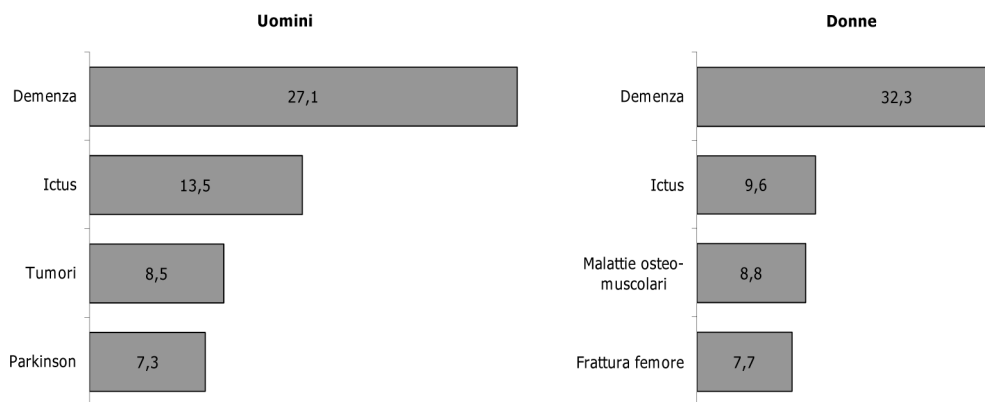 Uomini
Demenza
27,1
Ictus
13,5
Tumori
8,5
Parkinson
7,3
Donne
Demenza
32,3
Ictus
9,6
Malattie osteo-
muscolari
8,8
Frattura femore
7,7